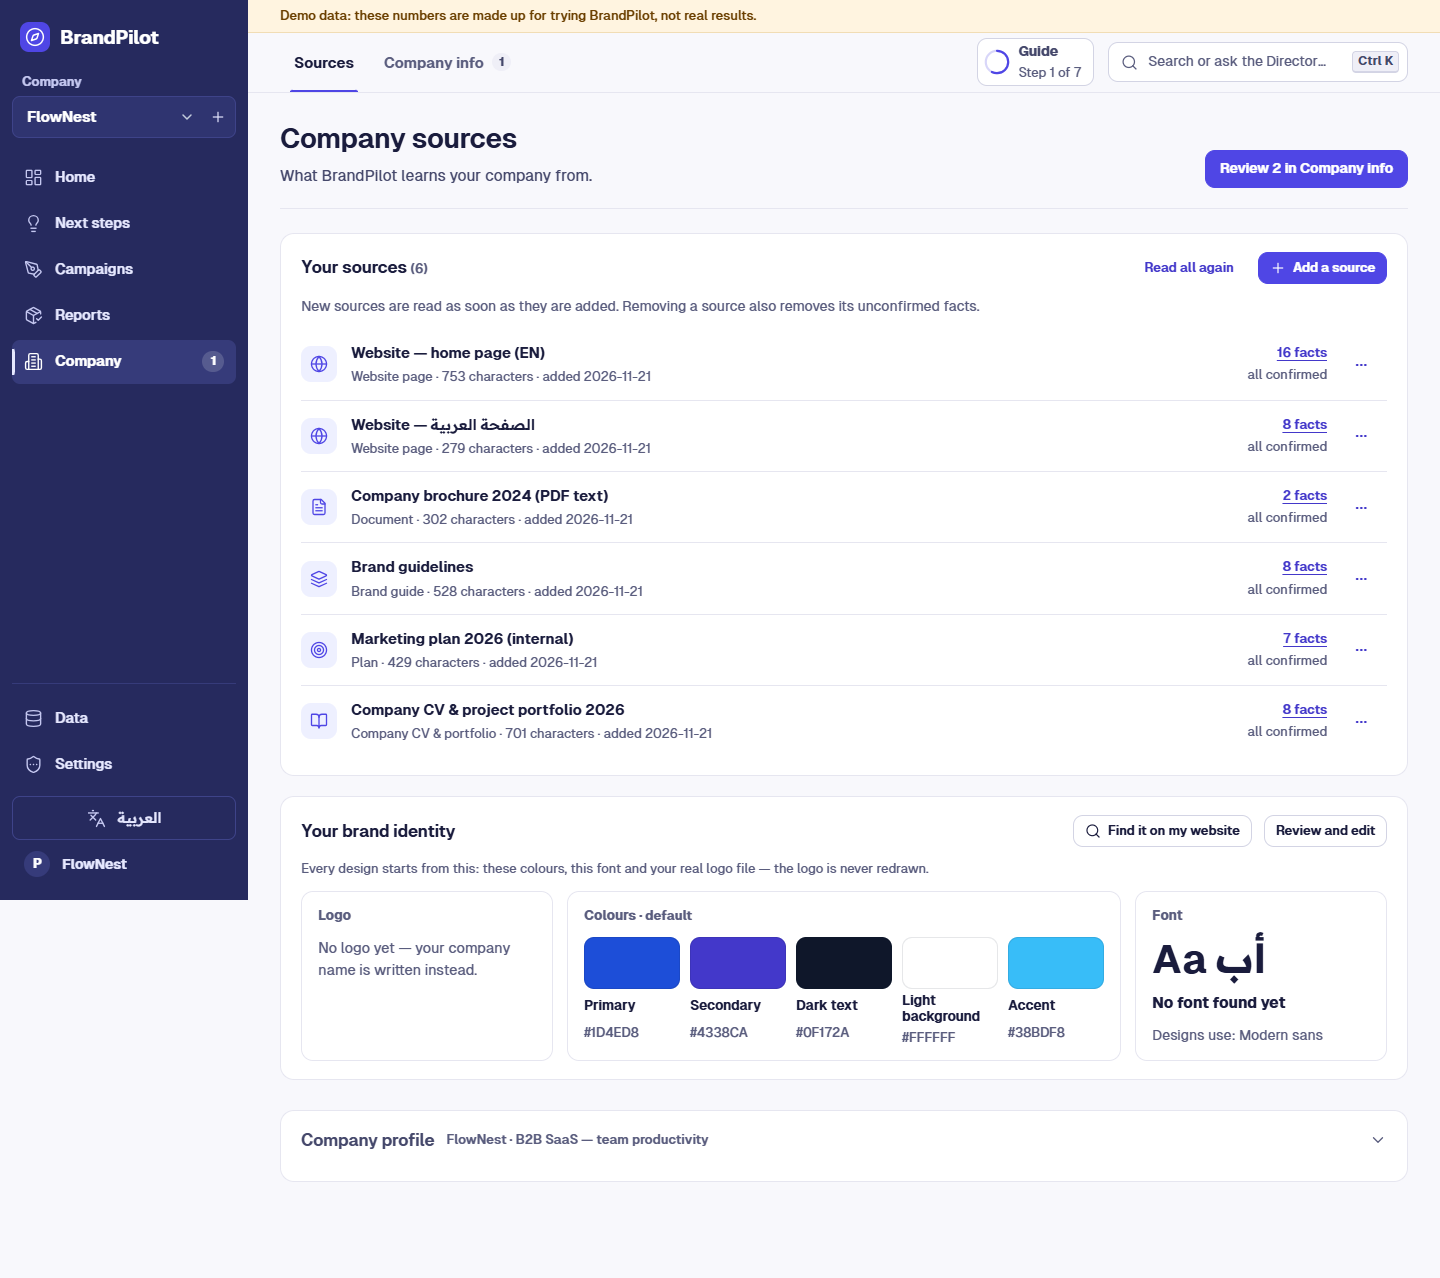 Demo data: these numbers are made up for trying BrandPilot, not real results.
BrandPilot
Company
FlowNest
Home
Next steps
Campaigns
Reports
Company 1
Data
Settings
العربية
P FlowNest
Sources
Company info 1
Guide
Step 1 of 7
Search or ask the Director... Ctrl K
Company sources
What BrandPilot learns your company from.
Review 2 in Company info
Your sources (6)
Read all again
Add a source
New sources are read as soon as they are added. Removing a source also removes its unconfirmed facts.
Website — home page (EN)
Website page · 753 characters · added 2026-11-21
16 facts
all confirmed
Website — الصفحة العربية
Website page · 279 characters · added 2026-11-21
8 facts
all confirmed
Company brochure 2024 (PDF text)
Document · 302 characters · added 2026-11-21
2 facts
all confirmed
Brand guidelines
Brand guide · 528 characters · added 2026-11-21
8 facts
all confirmed
Marketing plan 2026 (internal)
Plan · 429 characters · added 2026-11-21
7 facts
all confirmed
Company CV & project portfolio 2026
Company CV & portfolio · 701 characters · added 2026-11-21
8 facts
all confirmed
Your brand identity
Find it on my website
Review and edit
Every design starts from this: these colours, this font and your real logo file — the logo is never redrawn.
Logo
No logo yet — your company
name is written instead.
Colours · default
Primary
#1D4ED8
Secondary
#4338CA
Dark text
#0F172A
Light
background
#FFFFFF
Accent
#38BDF8
Font
Aa أب
No font found yet
Designs use: Modern sans
Company profile FlowNest · B2B SaaS — team productivity